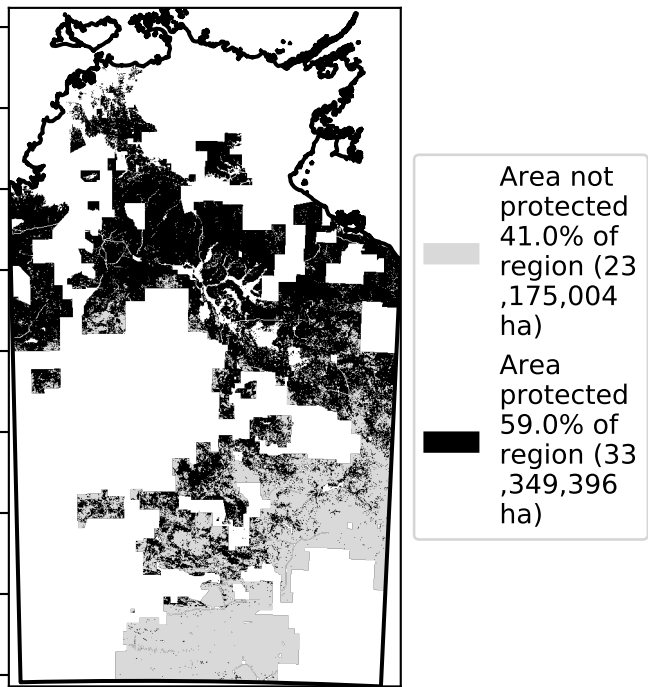 Area not
protected
41.0% of
region (23
,175,004
ha)
Area
protected
59.0% of
region (33
,349,396
ha)